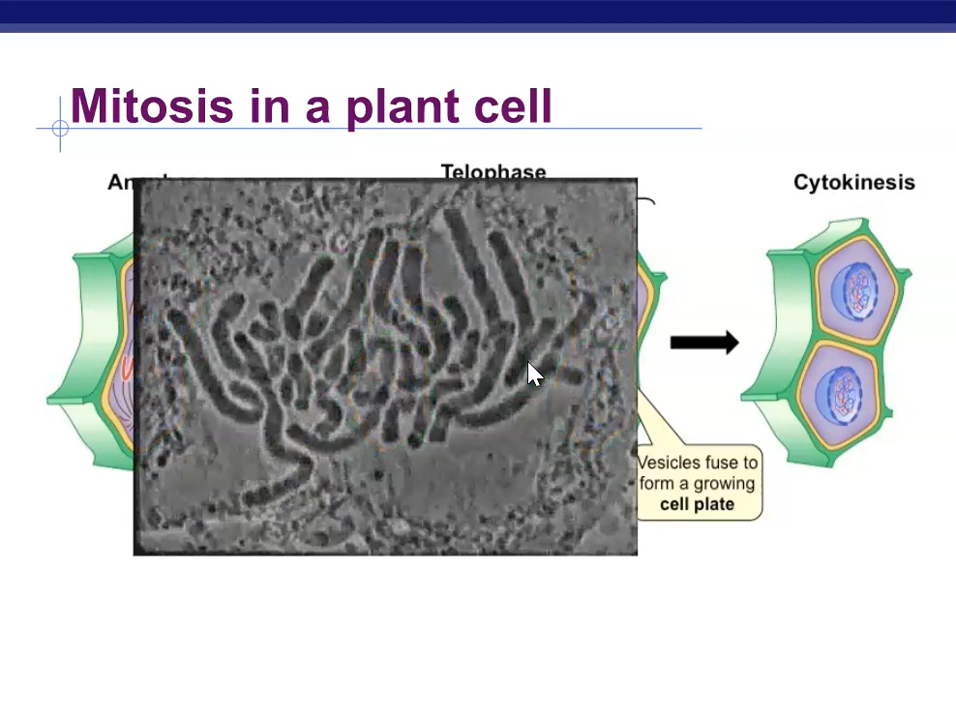 Mitosis in a plant cell
Telophase
Cytokinesis
Vesicles fuse to
form a growing
cell plate